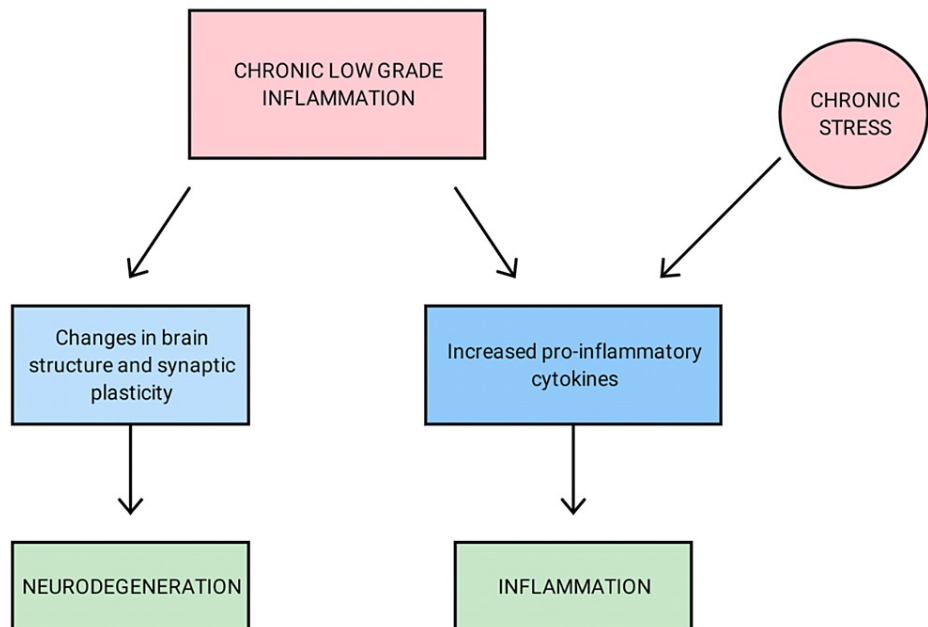 CHRONIC LOW GRADE
INFLAMMATION
CHRONIC
STRESS
Changes in brain
structure and synaptic
plasticity
Increased pro-inflammatory
cytokines
NEURODEGENERATION
INFLAMMATION